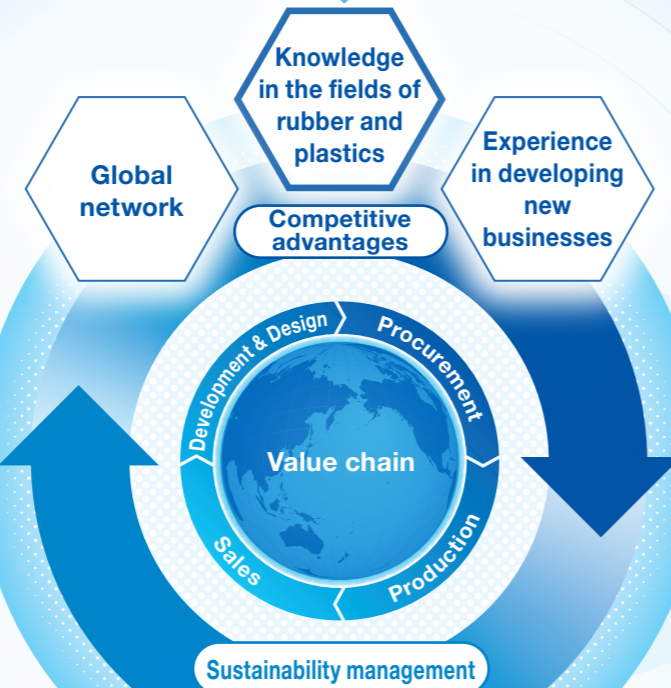 Knowledge
in the fields of
rubber and
plastics
Global
network
Experience
in developing
new
businesses
Competitive
advantages
Development & Design
Procurement
Value chain
Sales
Production
Sustainability management